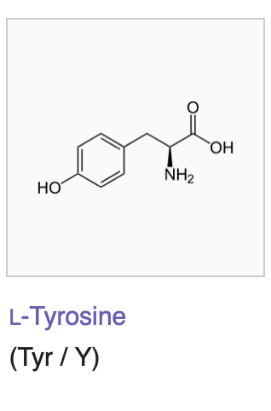 O
OH
NH₂
HO
L-Tyrosine
(Tyr / Y)